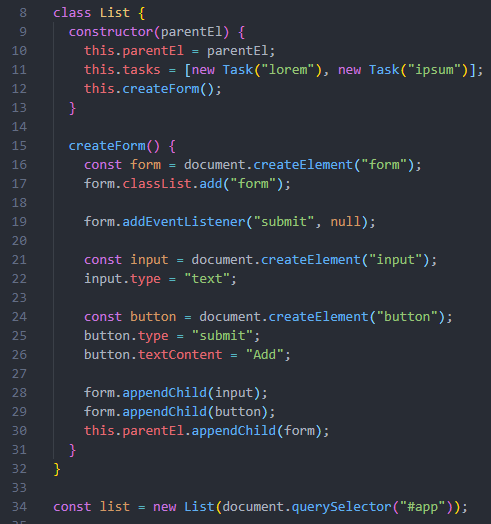 8 class List {
9 constructor(parentEl) {
10 this.parentEl = parentEl;
11 this.tasks = [new Task("lorem"), new Task("ipsum")];
12 this.createForm();
13 }
14
15 createForm() {
16 const form = document.createElement("form");
17 form.classList.add("form");
18
19 form.addEventListener("submit", null);
20
21 const input = document.createElement("input");
22 input.type = "text";
23
24 const button = document.createElement("button");
25 button.type = "submit";
26 button.textContent = "Add";
27
28 form.appendChild(input);
29 form.appendChild(button);
30 this.parentEl.appendChild(form);
31 }
32 }
33
34 const list = new List(document.querySelector("#app"));